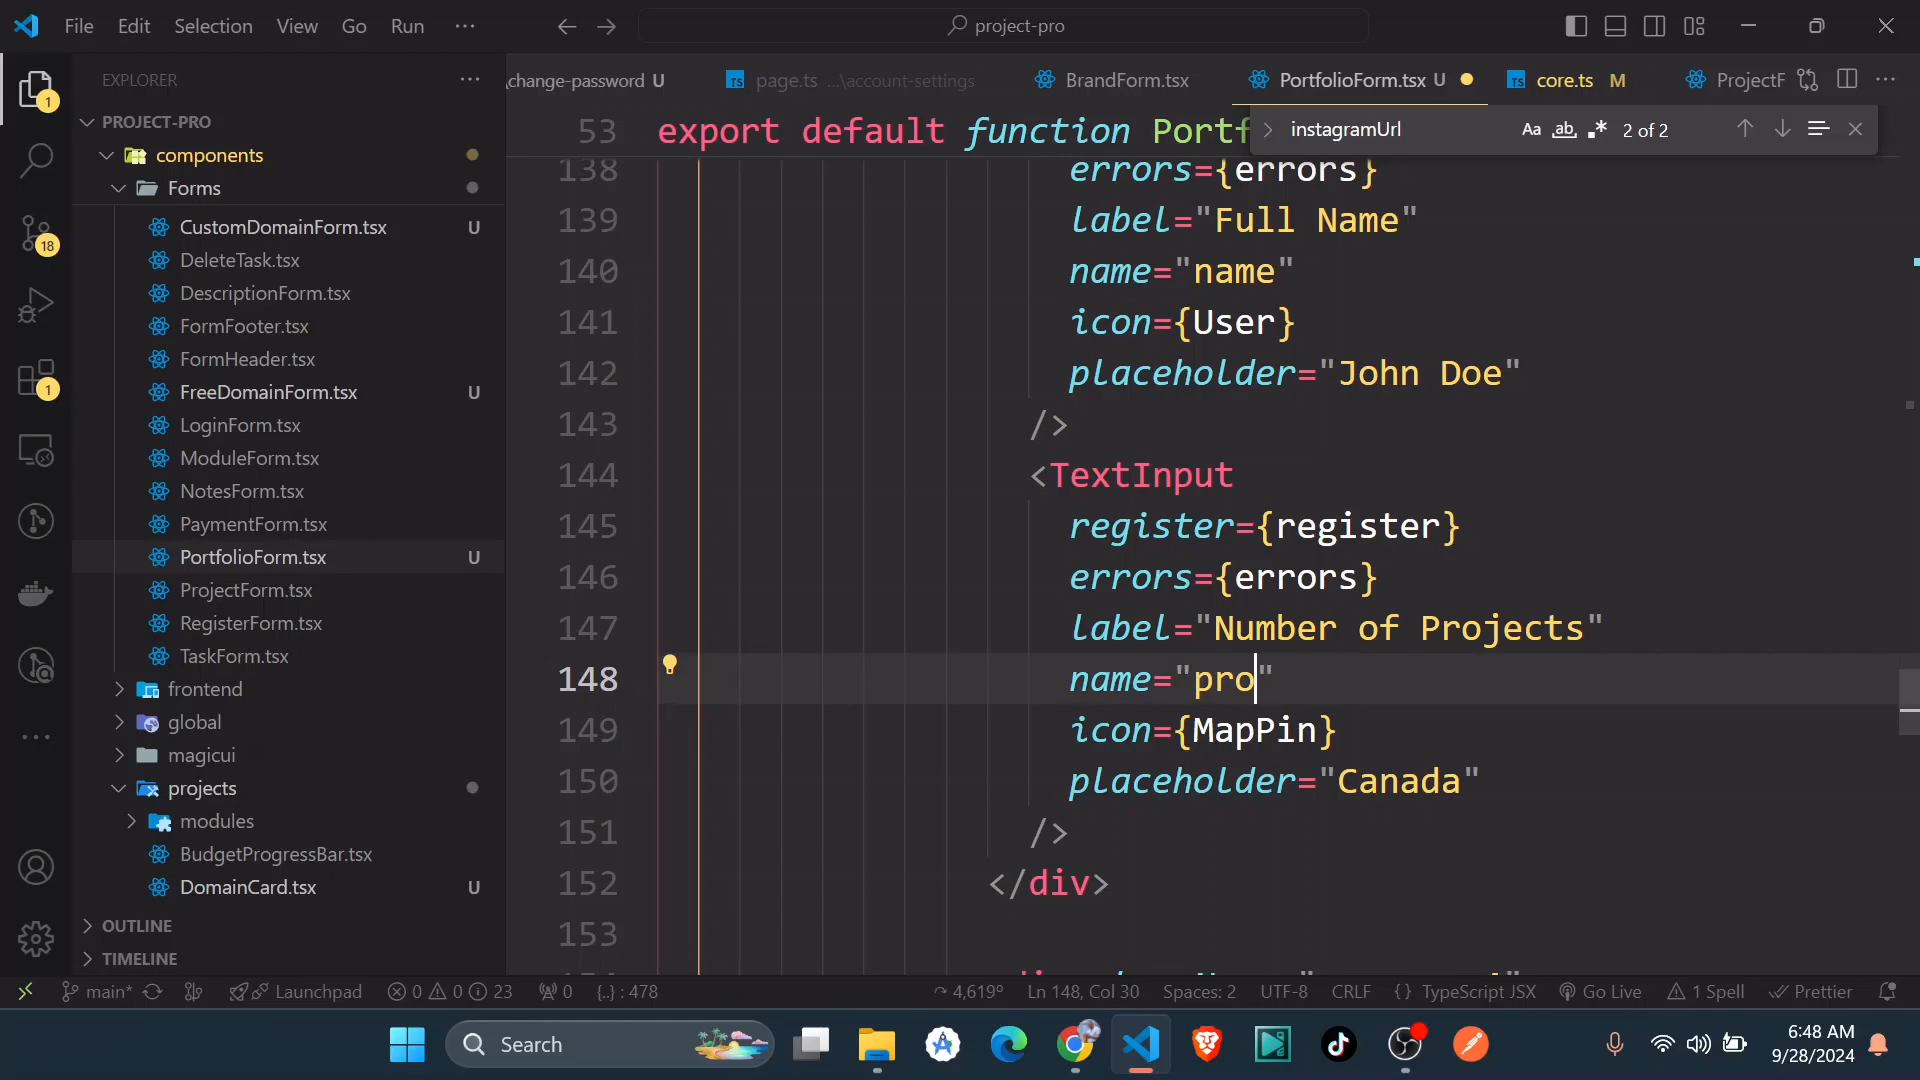 File Edit Selection View Go Run ··· project-pro
EXPLORER
change-password U page.ts ...\account-settings BrandForm.tsx PortfolioForm.tsx U core.ts M ProjectF
instagramUrl Aa ab 2 of 2
PROJECT-PRO
components
Forms
CustomDomainForm.tsx U
DeleteTask.tsx
DescriptionForm.tsx
FormFooter.tsx
FormHeader.tsx
FreeDomainForm.tsx U
LoginForm.tsx
ModuleForm.tsx
NotesForm.tsx
PaymentForm.tsx
PortfolioForm.tsx U
ProjectForm.tsx
RegisterForm.tsx
TaskForm.tsx
frontend
global
magicui
projects
modules
BudgetProgressBar.tsx
DomainCard.tsx U
OUTLINE
TIMELINE
1
18
1
53 export default function Portf
138 errors={errors}
139 label="Full Name"
140 name="name"
141 icon={User}
142 placeholder="John Doe"
143 />
144 <TextInput
145 register={register}
146 errors={errors}
147 label="Number of Projects"
148 name="pro"
149 icon={MapPin}
150 placeholder="Canada"
151 />
152 </div>
153
main* Launchpad 0 0 23 0 {..} : 478 4,619° Ln 148, Col 30 Spaces: 2 UTF-8 CRLF {} TypeScript JSX Go Live 1 Spell Prettier
Search
6:48 AM
9/28/2024